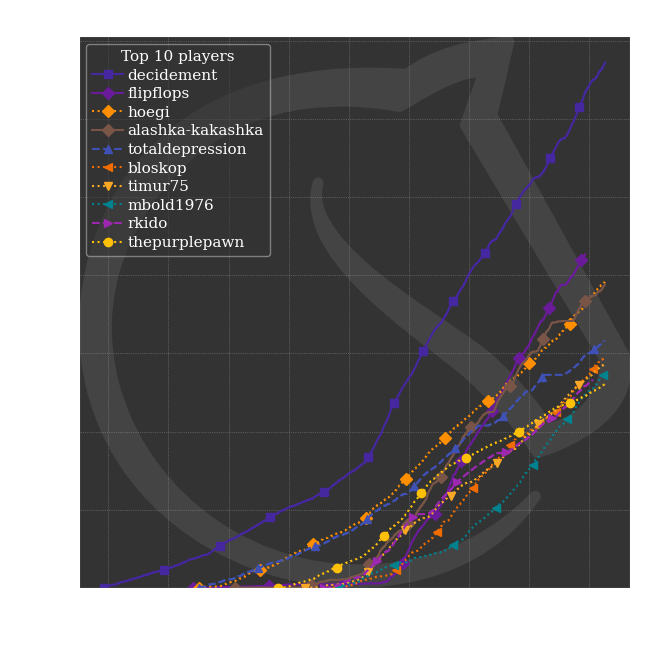 Top 10 players
decidement
flipflops
hoegi
alashka-kakashka
totaldepression
bloskop
timur75
mbold1976
rkido
thepurplepawn